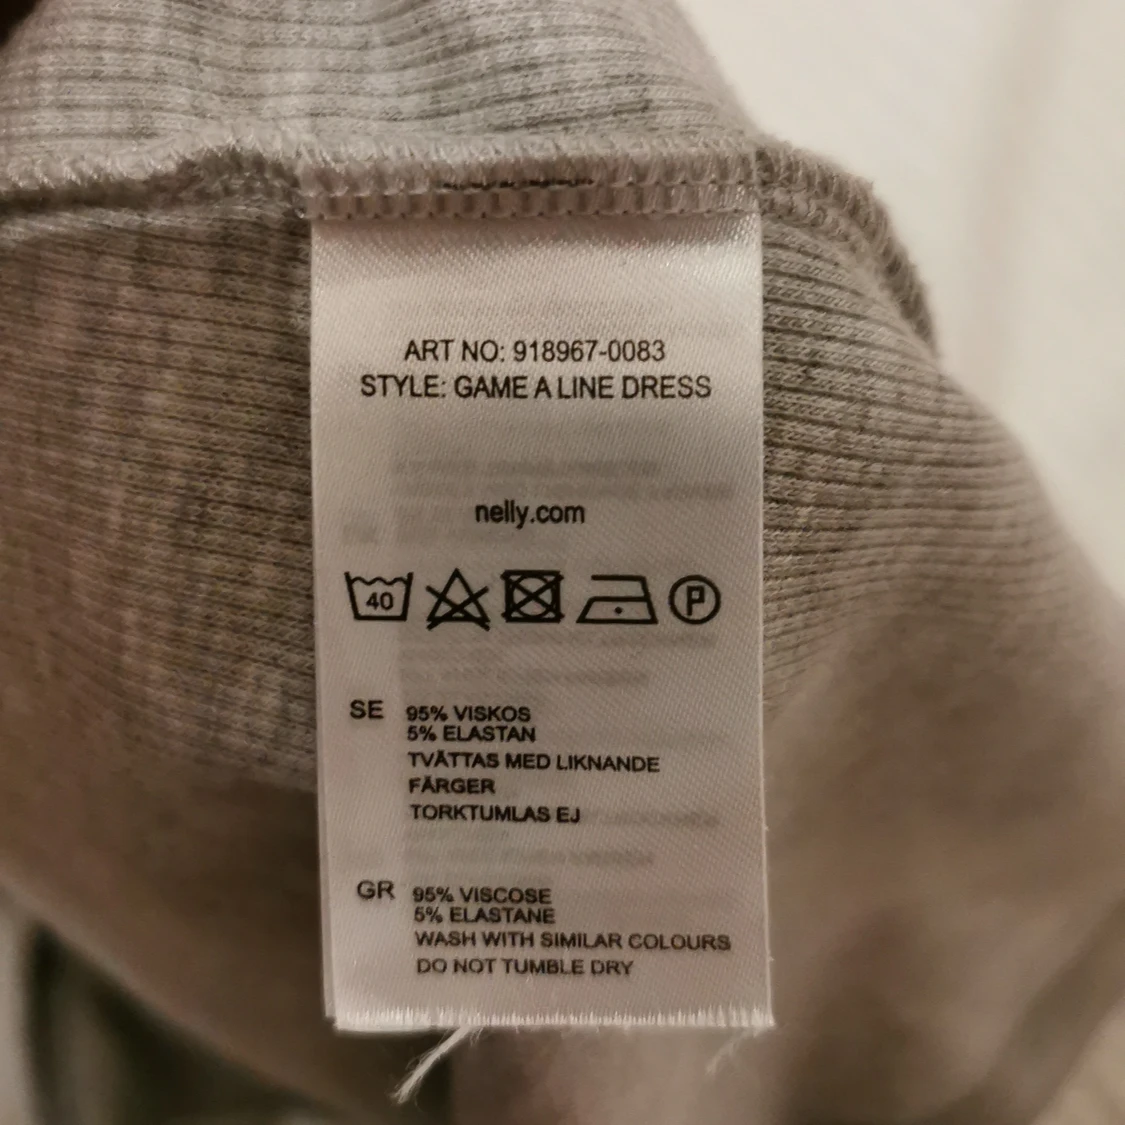 ART NO: 918967-0083
STYLE: GAME A LINE DRESS
nelly.com
40 P
SE 95% VISKOS
5% ELASTAN
TVÄTTAS MED LIKNANDE
FÄRGER
TORKTUMLAS EJ
GR 95% VISCOSE
5% ELASTANE
WASH WITH SIMILAR COLOURS
DO NOT TUMBLE DRY